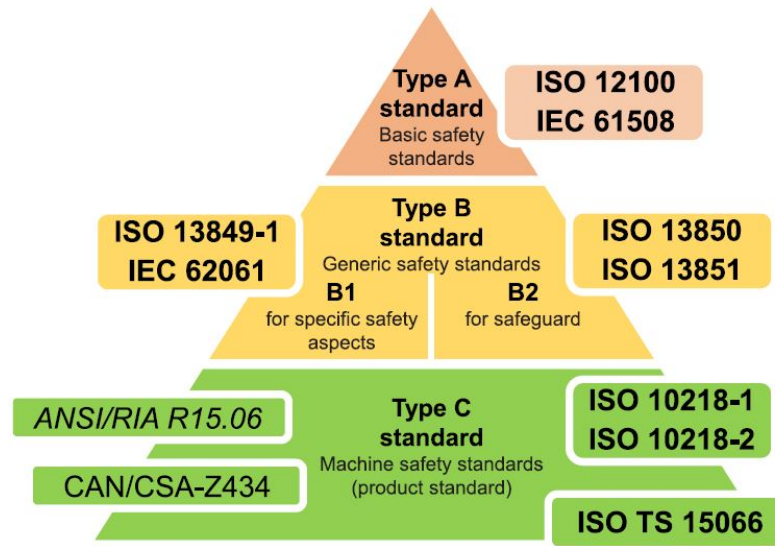 Type A
standard
Basic safety
standards
ISO 12100
IEC 61508
ISO 13849-1
IEC 62061
Type B
standard
Generic safety standards
B1
for specific safety
aspects
B2
for safeguard
ISO 13850
ISO 13851
ANSI/RIA R15.06
CAN/CSA-Z434
Type C
standard
Machine safety standards
(product standard)
ISO 10218-1
ISO 10218-2
ISO TS 15066